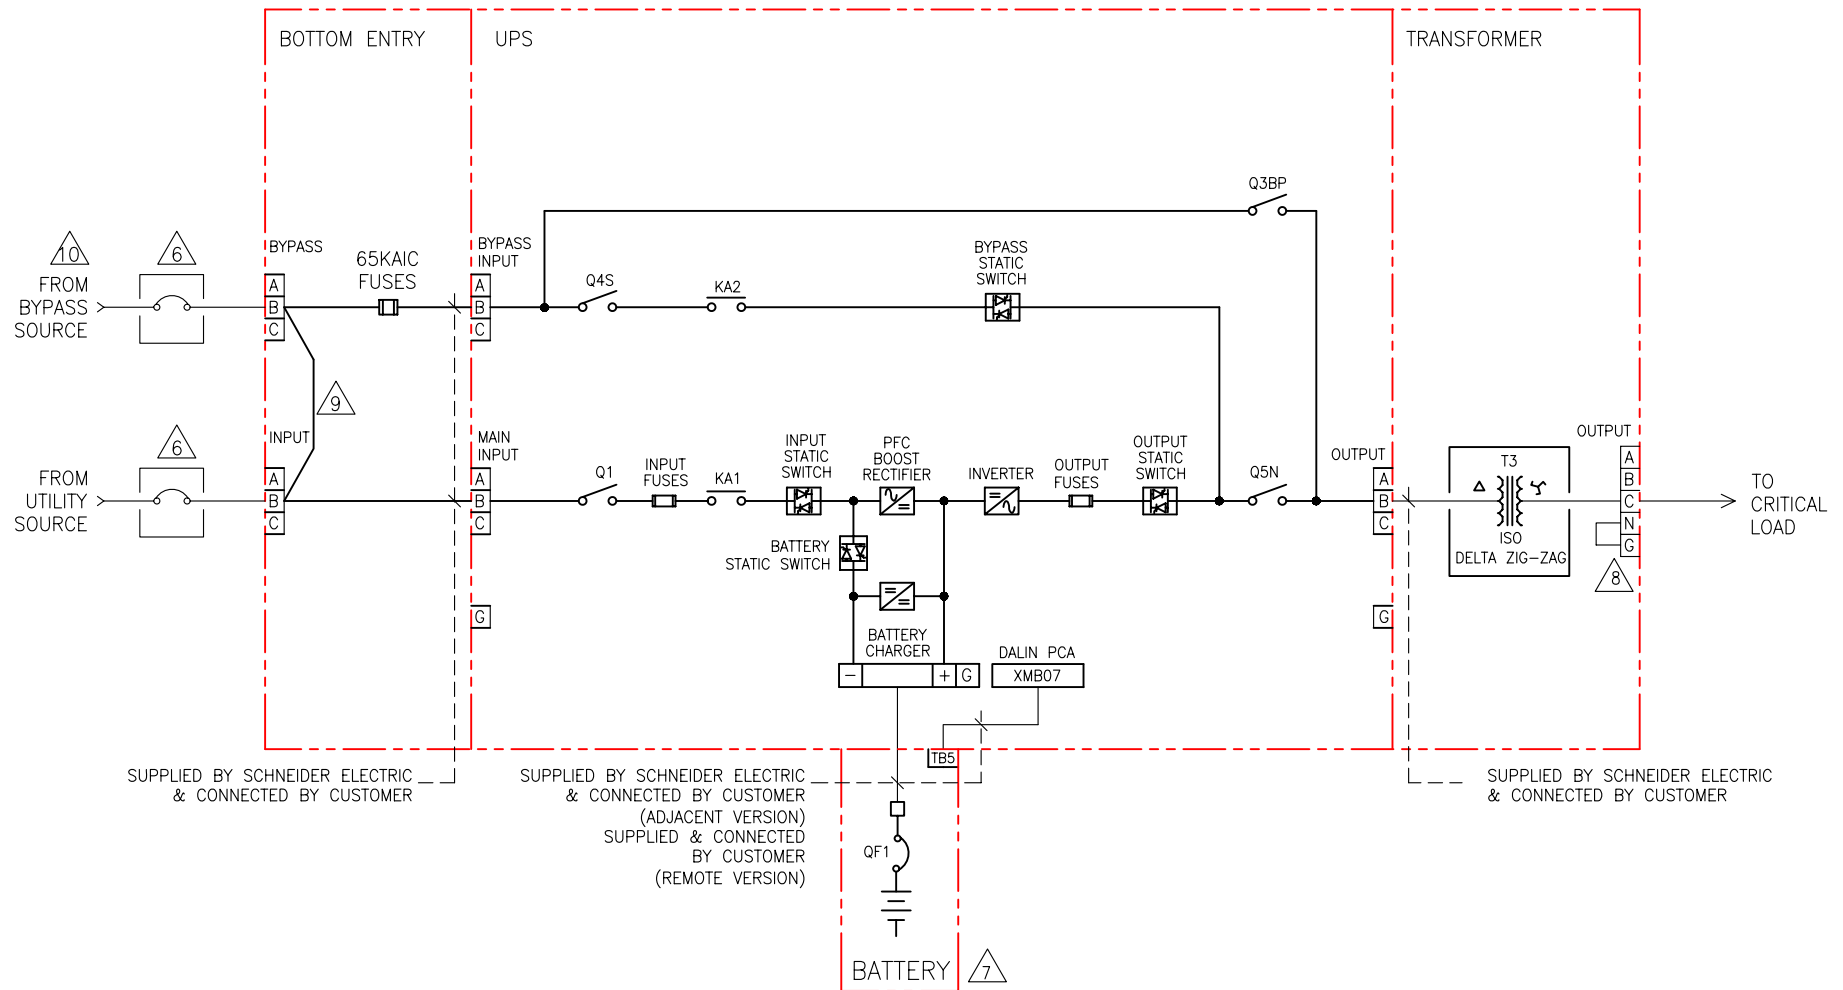 BOTTOM ENTRY
UPS
TRANSFORMER
Q3BP
10
FROM
BYPASS
SOURCE
6
BYPASS
A
B
C
65KAIC
FUSES
BYPASS
INPUT
A
B
C
Q4S
KA2
BYPASS
STATIC
SWITCH
9
FROM
UTILITY
SOURCE
6
INPUT
A
B
C
MAIN
INPUT
A
B
C
Q1
INPUT
FUSES
KA1
INPUT
STATIC
SWITCH
PFC
BOOST
RECTIFIER
INVERTER
OUTPUT
FUSES
OUTPUT
STATIC
SWITCH
Q5N
OUTPUT
A
B
C
T3
ISO
DELTA ZIG-ZAG
OUTPUT
A
B
C
N
G
8
TO
CRITICAL
LOAD
BATTERY
STATIC SWITCH
G
G
BATTERY
CHARGER
- + G
DALIN PCA
XMB07
TB5
SUPPLIED BY SCHNEIDER ELECTRIC
& CONNECTED BY CUSTOMER
SUPPLIED BY SCHNEIDER ELECTRIC
& CONNECTED BY CUSTOMER
(ADJACENT VERSION)
SUPPLIED & CONNECTED
BY CUSTOMER
(REMOTE VERSION)
SUPPLIED BY SCHNEIDER ELECTRIC
& CONNECTED BY CUSTOMER
QF1
BATTERY
7